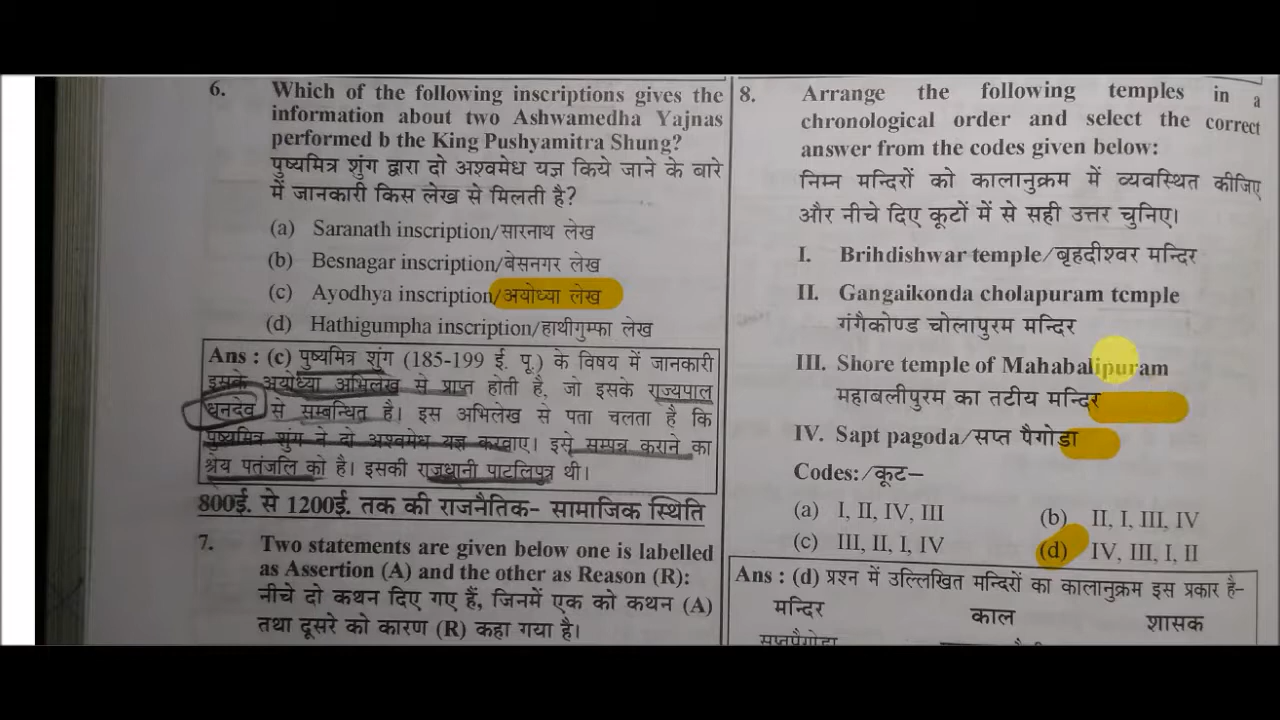 6. Which of the following inscriptions gives the
information about two Ashwamedha Yajnas
performed b the King Pushyamitra Shung?
पुष्यमित्र शुंग द्वारा दो अश्वमेध यज्ञ किये जाने के बारे
में जानकारी किस लेख से मिलती है?
(a) Saranath inscription/सारनाथ लेख
(b) Besnagar inscription/बेसनगर लेख
(c) Ayodhya inscription/अयोध्या लेख
(d) Hathigumpha inscription/हाथीगुम्फा लेख
Ans : (c) पुष्यमित्र शुंग (185-199 ई. पू.) के विषय में जानकारी
इसके अयोध्या अभिलेख से प्राप्त होती है, जो इसके राज्यपाल
धनदेव से सम्बन्धित है। इस अभिलेख से पता चलता है कि
पुष्यमित्र शुंग ने दो अश्वमेध यज्ञ करवाए। इसे सम्पन्न कराने का
श्रेय पतंजलि को है। इसकी राजधानी पाटलिपुत्र थी।
800ई. से 1200ई. तक की राजनैतिक- सामाजिक स्थिति
7. Two statements are given below one is labelled
as Assertion (A) and the other as Reason (R):
नीचे दो कथन दिए गए हैं, जिनमें एक को कथन (A)
तथा दूसरे को कारण (R) कहा गया है।
8. Arrange the following temples in a
chronological order and select the correct
answer from the codes given below:
निम्न मन्दिरों को कालानुक्रम में व्यवस्थित कीजिए
और नीचे दिए कूटों में से सही उत्तर चुनिए।
I. Brihdishwar temple/बृहदीश्वर मन्दिर
II. Gangaikonda cholapuram temple
गंगैकोण्ड चोलापुरम मन्दिर
III. Shore temple of Mahabalipuram
महाबलीपुरम का तटीय मन्दिर
IV. Sapt pagoda/सप्त पैगोडा
Codes:/कूट–
(a) I, II, IV, III (b) II, I, III, IV
(c) III, II, I, IV (d) IV, III, I, II
Ans : (d) प्रश्न में उल्लिखित मन्दिरों का कालानुक्रम इस प्रकार है–
मन्दिर काल शासक
सप्तपैगोडा